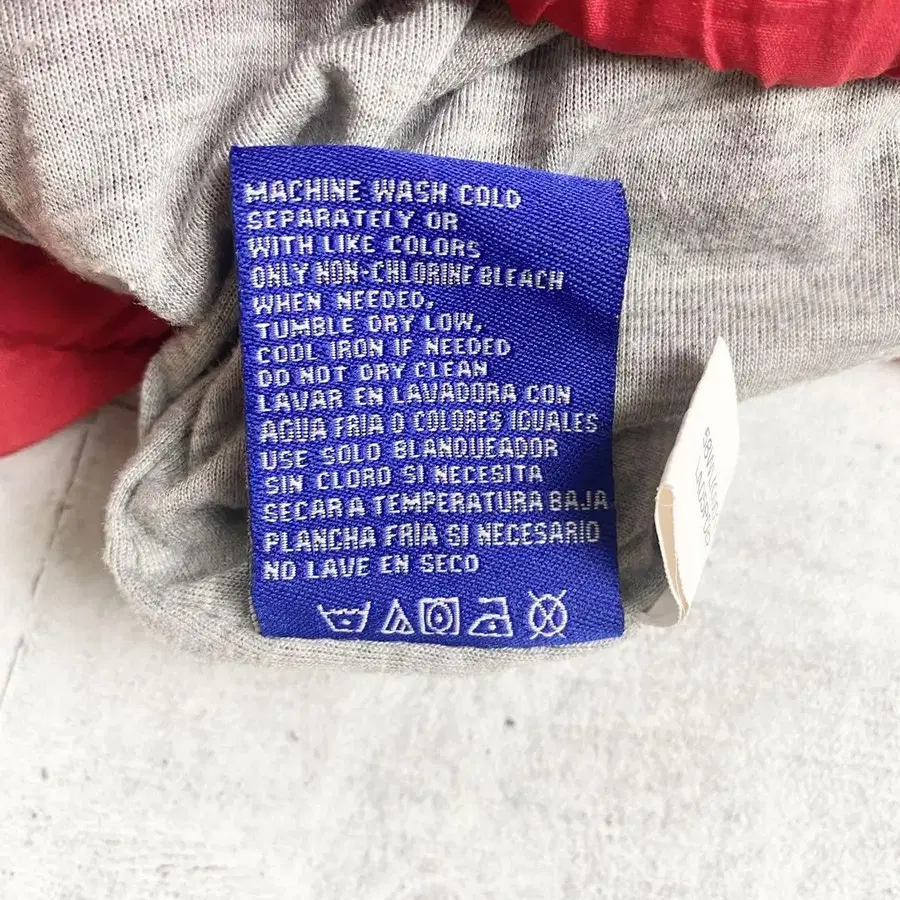 MACHINE WASH COLD
SEPARATELY OR
WITH LIKE COLORS
ONLY NON-CHLORINE BLEACH
WHEN NEEDED,
TUMBLE DRY LOW,
COOL IRON IF NEEDED
DO NOT DRY CLEAN
LAVAR EN LAVADORA CON
AGUA FRIA O COLORES IGUALES
USE SOLO BLANQUEADOR
SIN CLORO SI NECESITA
SECAR A TEMPERATURA BAJA
PLANCHA FRIA SI NECESARIO
NO LAVE EN SECO